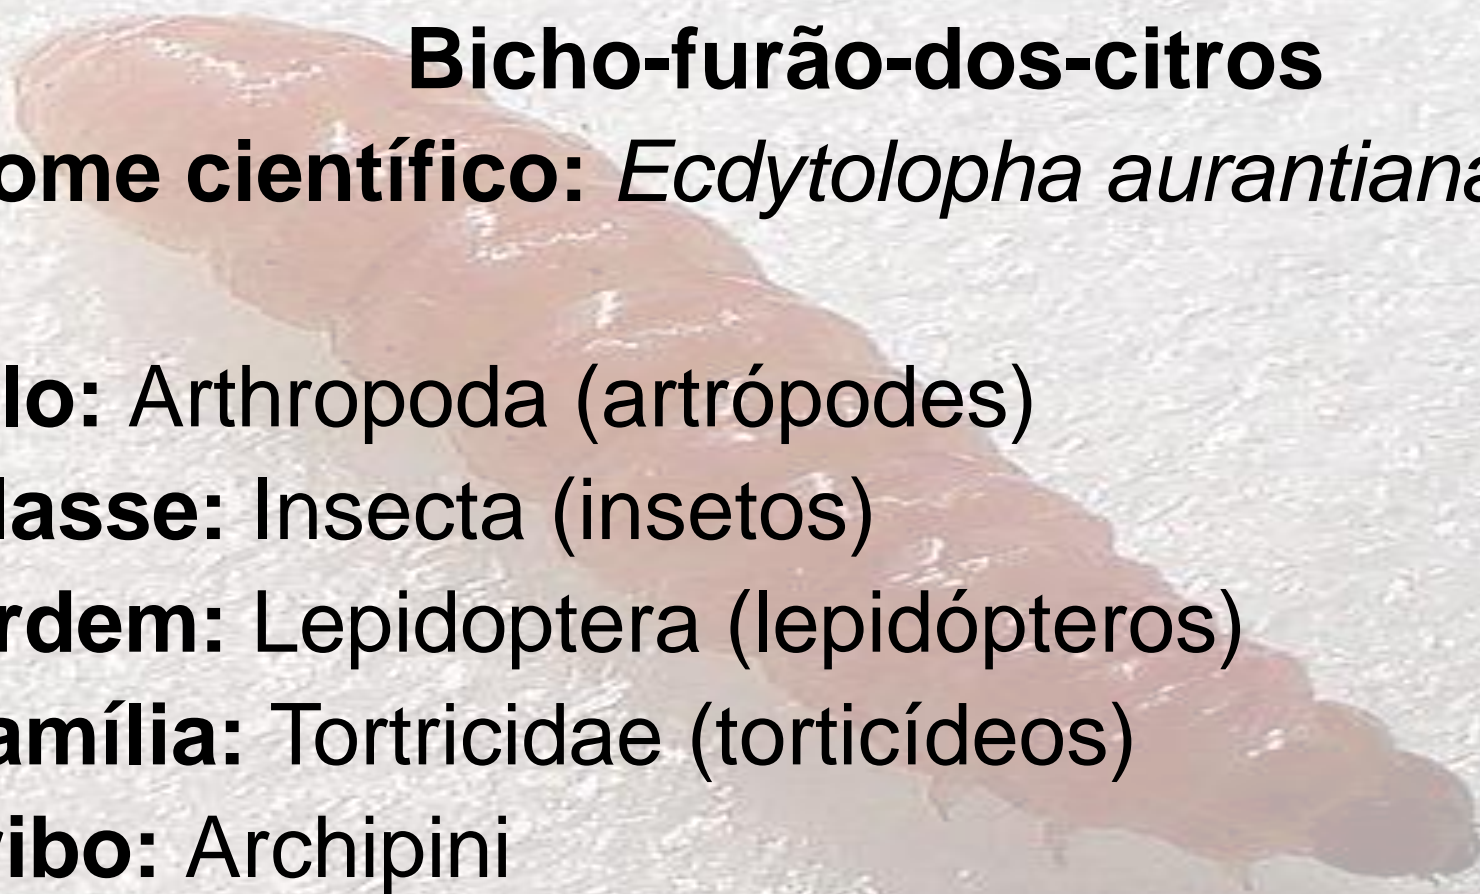 Bicho-furão-dos-citros
ome científico: Ecdytolopha aurantiana
lo: Arthropoda (artrópodes)
lasse: Insecta (insetos)
rdem: Lepidoptera (lepidópteros)
amília: Tortricidae (torticídeos)
ribo: Archipini